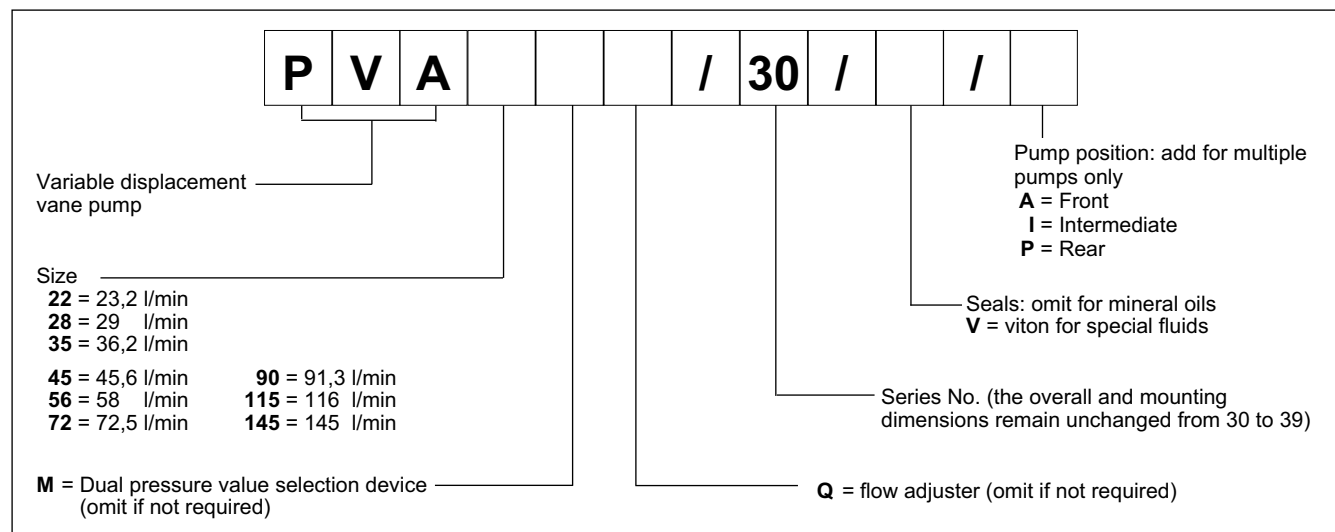 P V A / 30 / /
Pump position: add for multiple
pumps only
A = Front
I = Intermediate
P = Rear
Variable displacement
vane pump
Size
22 = 23,2 l/min
28 = 29 l/min
35 = 36,2 l/min
45 = 45,6 l/min
56 = 58 l/min
72 = 72,5 l/min
90 = 91,3 l/min
115 = 116 l/min
145 = 145 l/min
Seals: omit for mineral oils
V = viton for special fluids
Series No. (the overall and mounting
dimensions remain unchanged from 30 to 39)
M = Dual pressure value selection device
(omit if not required)
Q = flow adjuster (omit if not required)